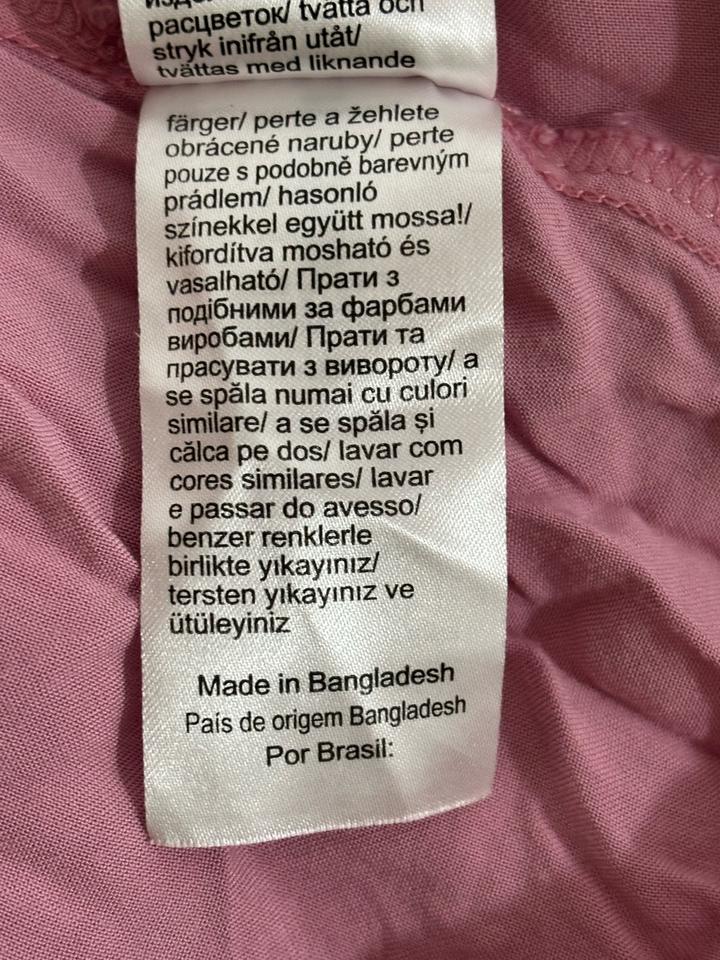 расцветок/ tvätta och
stryk inifrån utåt/
tvättas med liknande
färger/ perte a žehlete
obrácené naruby/ perte
pouze s podobně barevným
prádlem/ hasonló
színekkel együtt mossa!/
kifordítva mosható és
vasalható/ Прати з
подібними за фарбами
виробами/ Прати та
прасувати з вивороту/ a
se spăla numai cu culori
similare/ a se spăla și
călca pe dos/ lavar com
cores similares/ lavar
e passar do avesso/
benzer renklerle
birlikte yıkayınız/
tersten yıkayınız ve
ütüleyiniz
Made in Bangladesh
País de origem Bangladesh
Por Brasil: